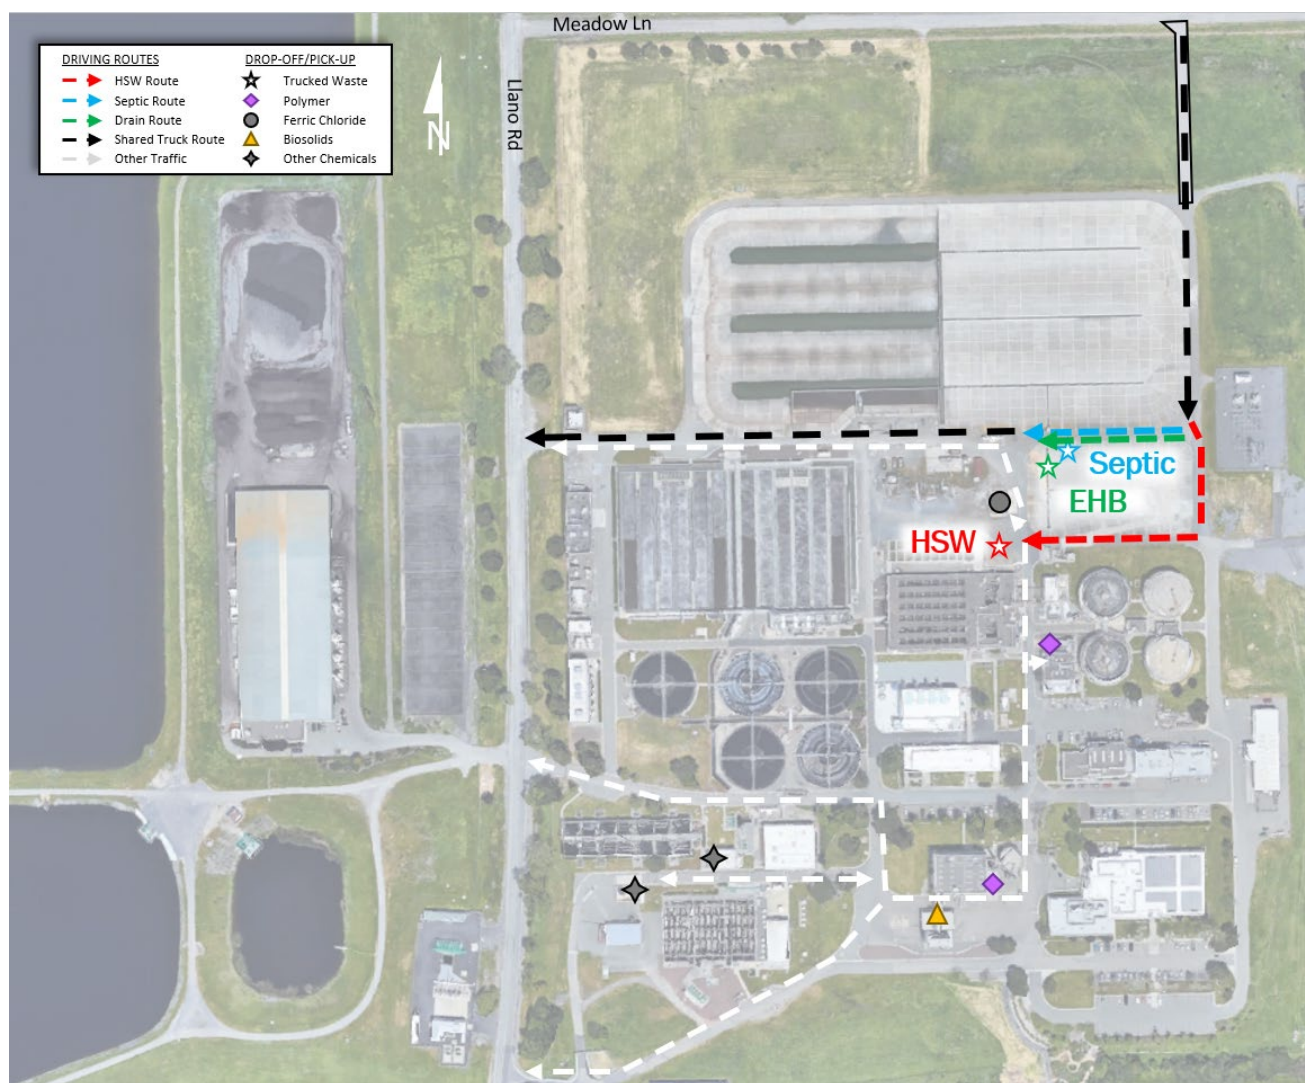 Meadow Ln
DRIVING ROUTES
DROP-OFF/PICK-UP
HSW Route
Trucked Waste
Septic Route
Polymer
Drain Route
Ferric Chloride
Shared Truck Route
Biosolids
Other Traffic
Other Chemicals
N
Llano Rd
Septic
EHB
HSW